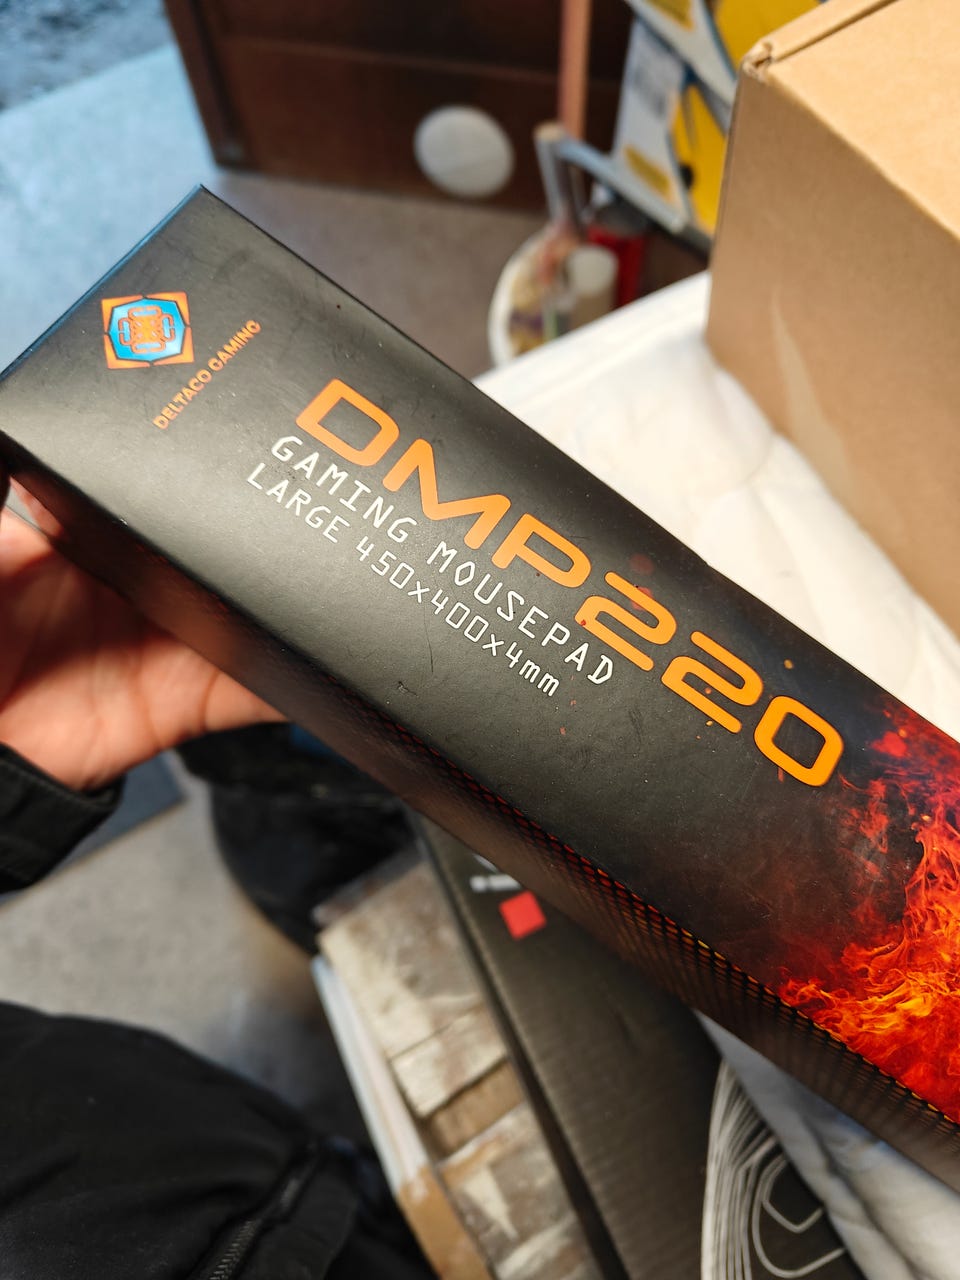 DELTACO GAMING
DMP220
GAMING MOUSEPAD
LARGE 450x400x4mm